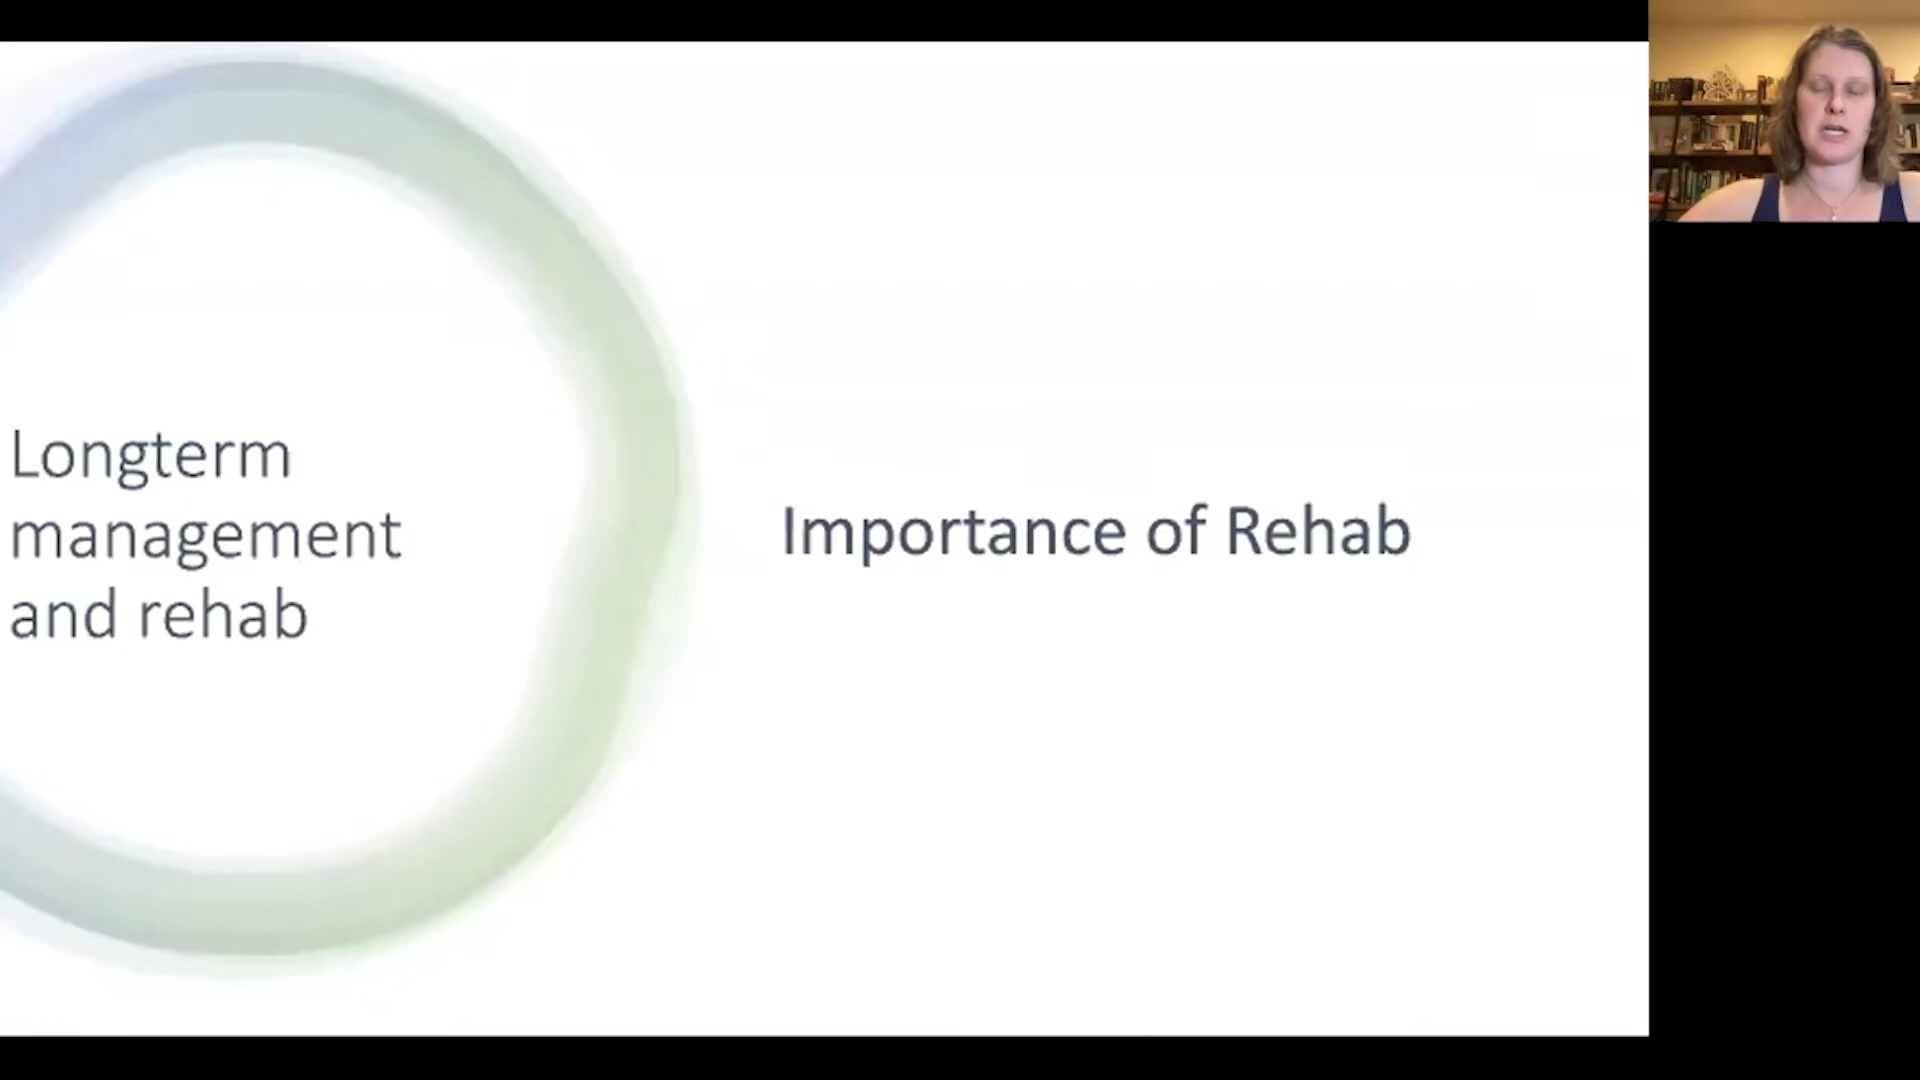 Longterm
management
and rehab
Importance of Rehab